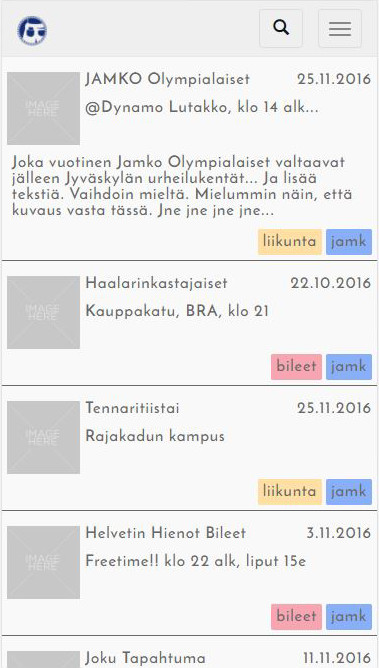 IMAGE
HERE
JAMKO Olympialaiset 25.11.2016
@Dynamo Lutakko, klo 14 alk...
Joka vuotinen Jamko Olympialaiset valtaavat
jälleen Jyväskylän urheilukentät... Ja lisää
tekstiä. Vaihdoin mieltä. Mielummin näin, että
kuvaus vasta tässä. Jne jne jne jne...
liikunta jamk
IMAGE
HERE
Haalarinkastajaiset 22.10.2016
Kauppakatu, BRA, klo 21
bileet jamk
IMAGE
HERE
Tennaritiistai 25.11.2016
Rajakadun kampus
liikunta jamk
IMAGE
HERE
Helvetin Hienot Bileet 3.11.2016
Freetime!! klo 22 alk, liput 15e
bileet jamk
Joku Tapahtuma 11.11.2016